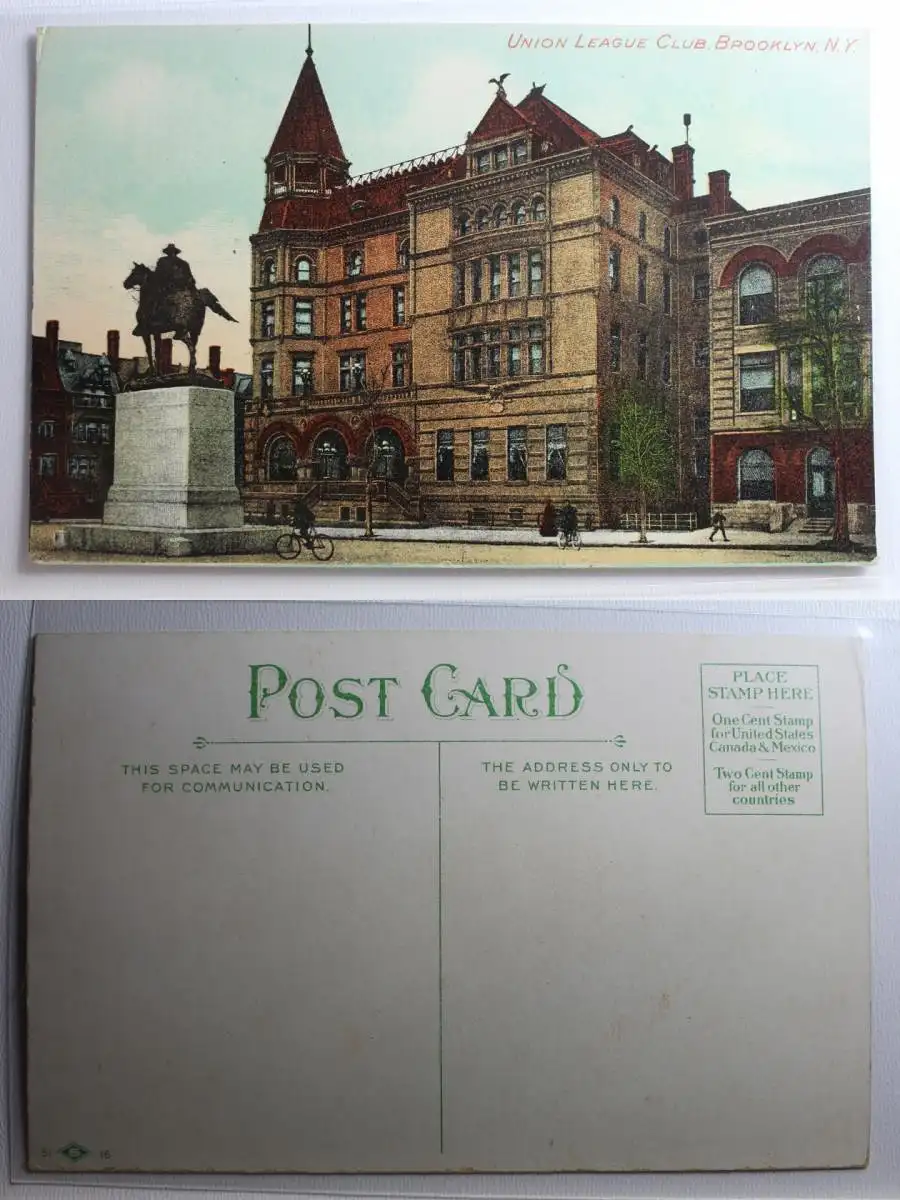 UNION LEAGUE CLUB, BROOKLYN, N.Y.
POST CARD
THIS SPACE MAY BE USED
FOR COMMUNICATION.
THE ADDRESS ONLY TO
BE WRITTEN HERE.
PLACE
STAMP HERE
One Cent Stamp
for United States
Canada & Mexico
Two Cent Stamp
for all other
countries
51 16